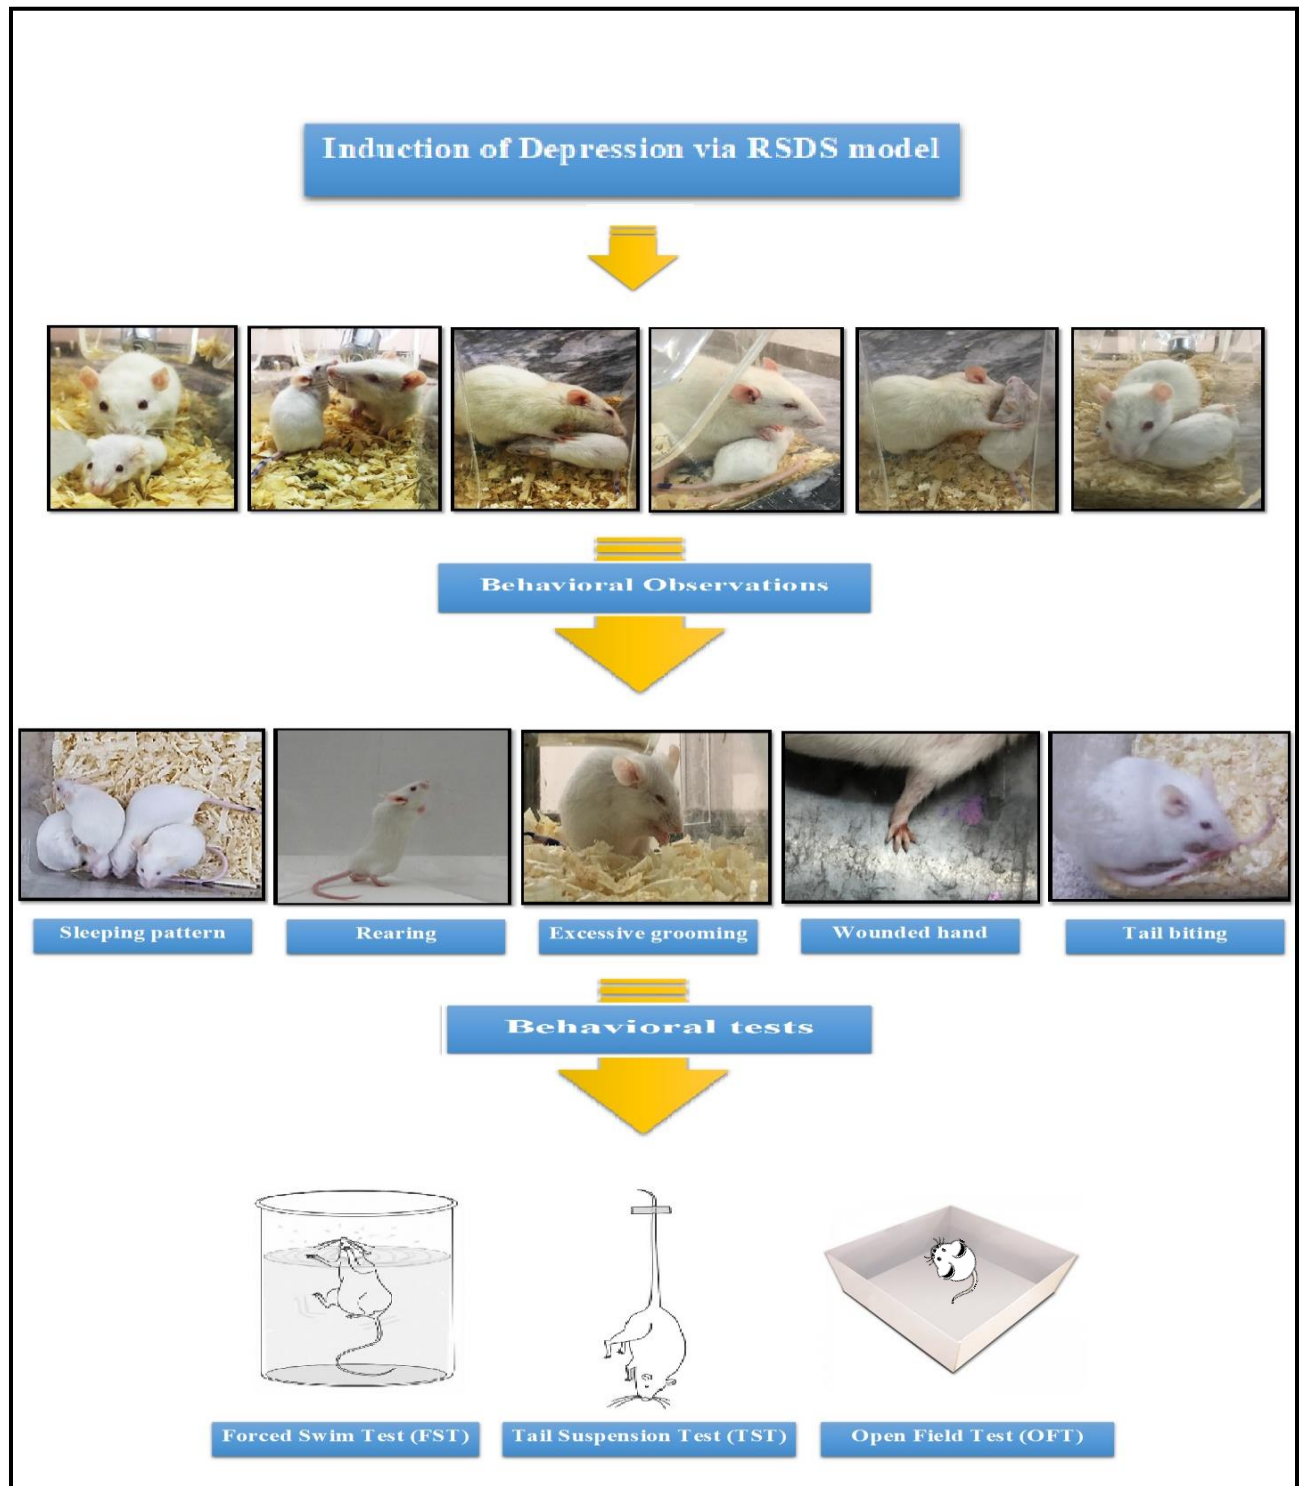 Induction of Depression via RSDS model
Behavioral Observations
Sleeping pattern
Rearing
Excessive grooming
Wounded hand
Tail biting
Behavioral tests
Forced Swim Test (FST)
Tail Suspension Test (TST)
Open Field Test (OFT)